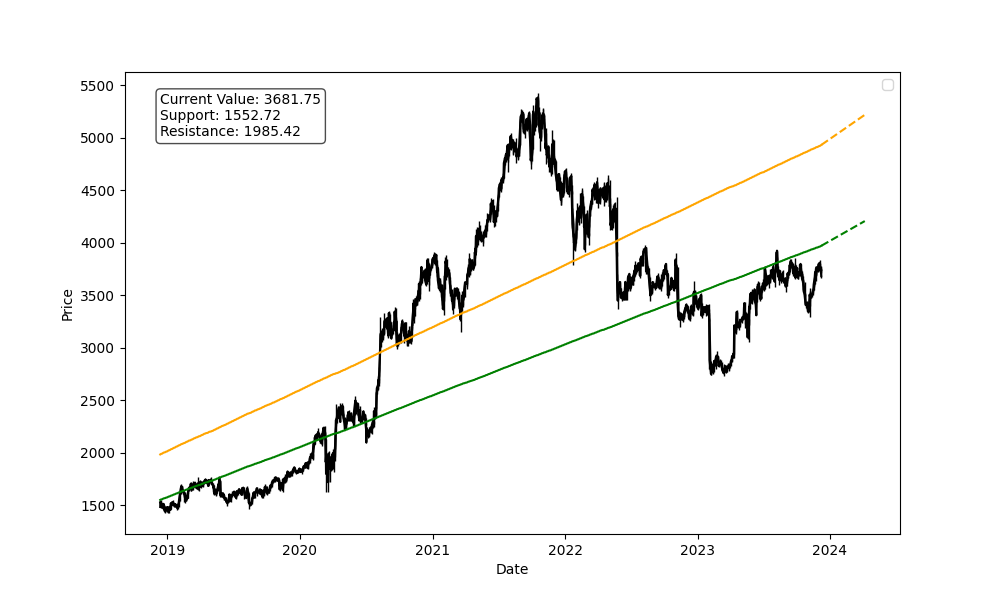 Current Value: 3681.75
Support: 1552.72
Resistance: 1985.42
5500
5000
4500
4000
3500
3000
2500
2000
1500
Price
2019 2020 2021 2022 2023 2024
Date